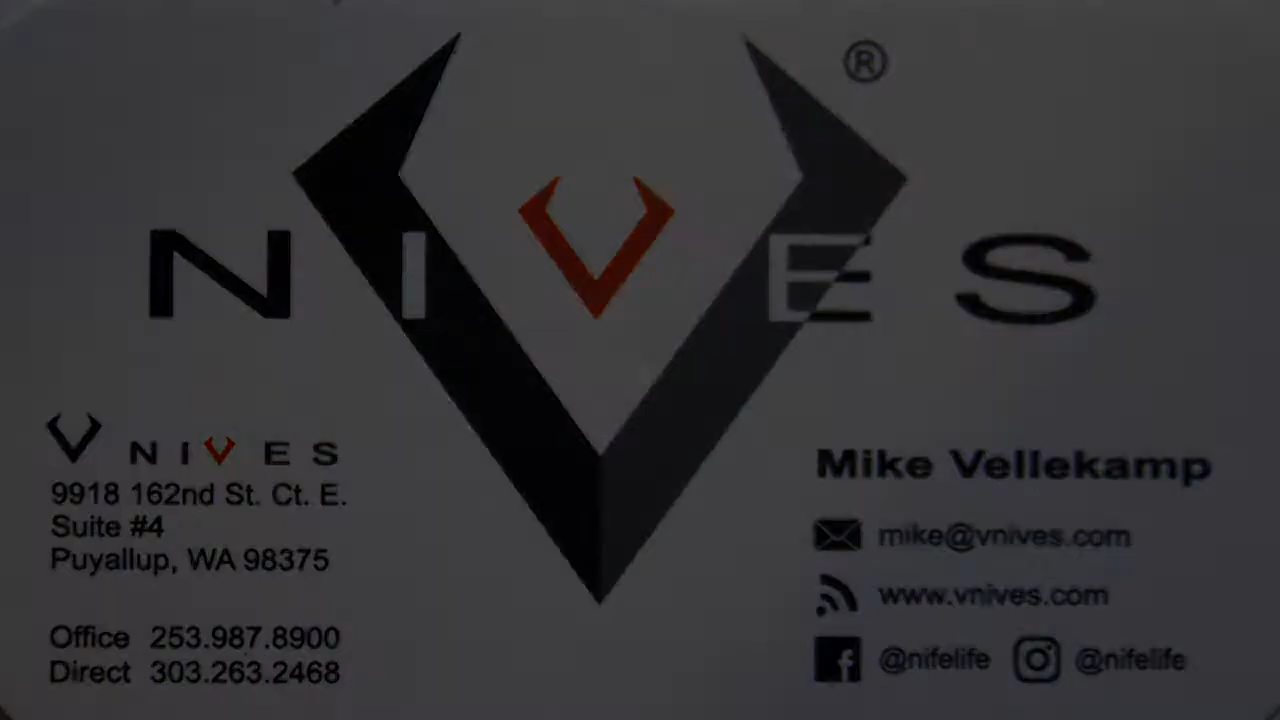 ®
NIVES
NIVES
9918 162nd St. Ct. E.
Suite #4
Puyallup, WA 98375
Office 253.987.8900
Direct 303.263.2468
Mike Vellekamp
mike@vnives.com
www.vnives.com
@nifelife @nifelife